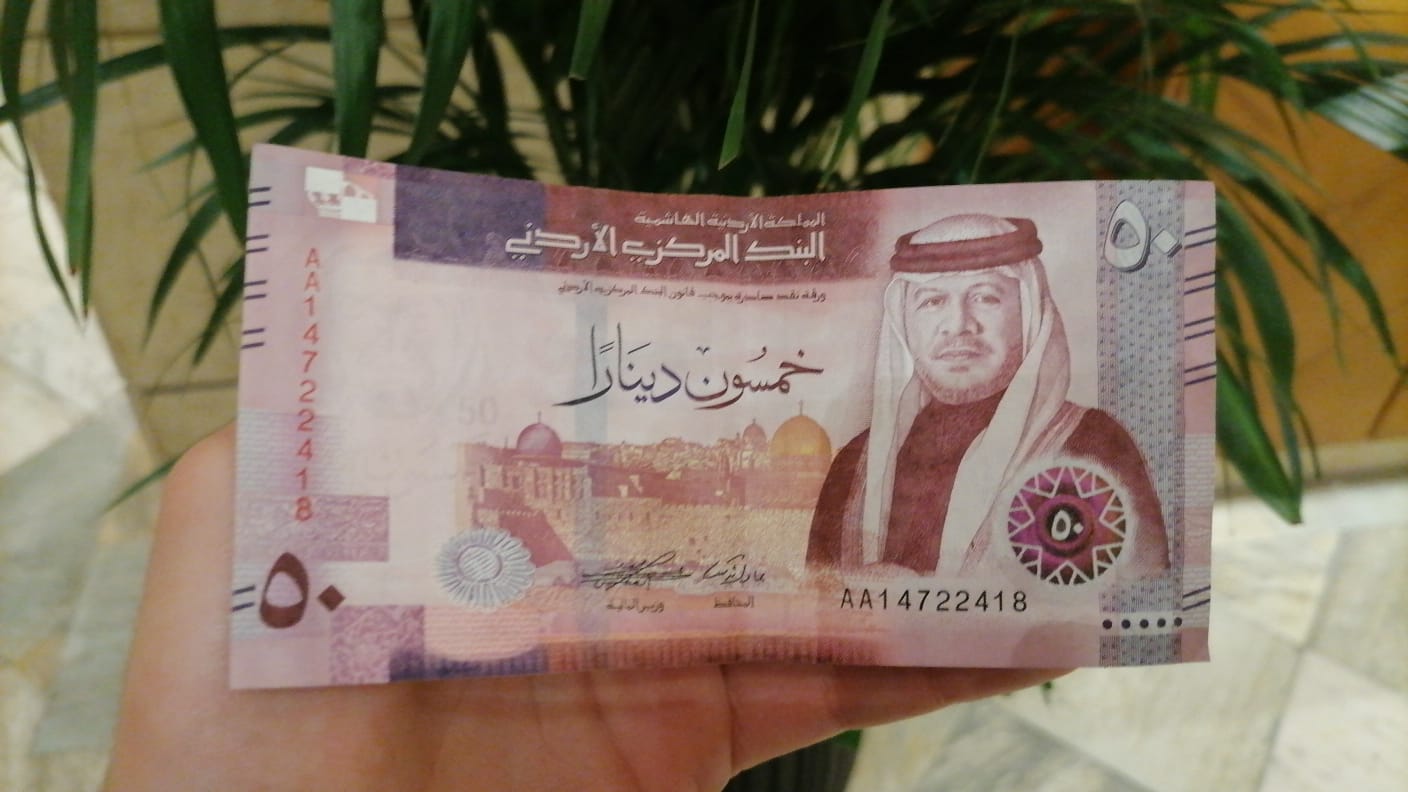 المملكة الأردنية الهاشمية
البنك المركزي الأردني
ورقة نقد صادرة بموجب قانون البنك المركزي الأردني
خمسون دينارًا
٥٠
50
AA14722418
٥٠
٥٠
المحافظ
وزير المالية
AA14722418